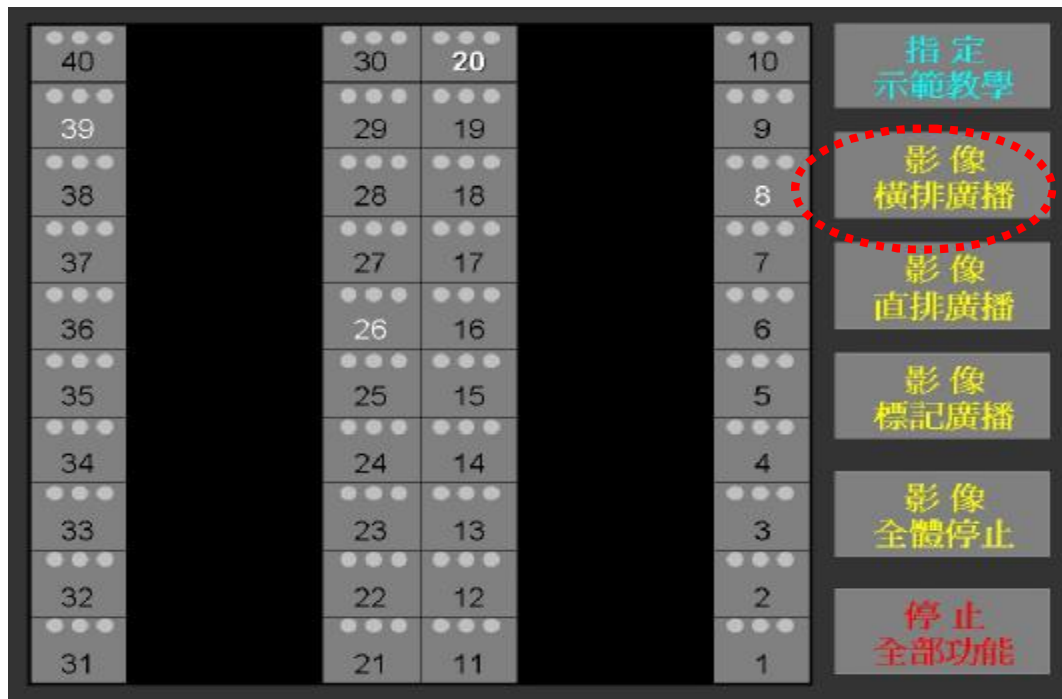 40 30 20 10
39 29 19 9
38 28 18 8
37 27 17 7
36 26 16 6
35 25 15 5
34 24 14 4
33 23 13 3
32 22 12 2
31 21 11 1
指 定
示範教學
影 像
橫排廣播
影 像
直排廣播
影 像
標記廣播
影 像
全體停止
停 止
全部功能